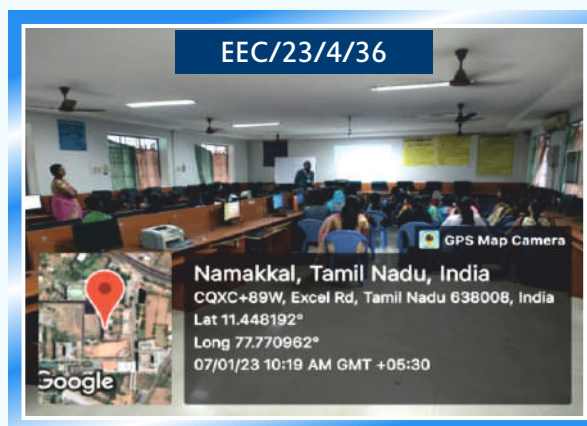 EEC/23/4/36
GPS Map Camera
Namakkal, Tamil Nadu, India
CQXC+89W, Excel Rd, Tamil Nadu 638008, India
Lat 11.448192°
Long 77.770962°
07/01/23 10:19 AM GMT +05:30
Google